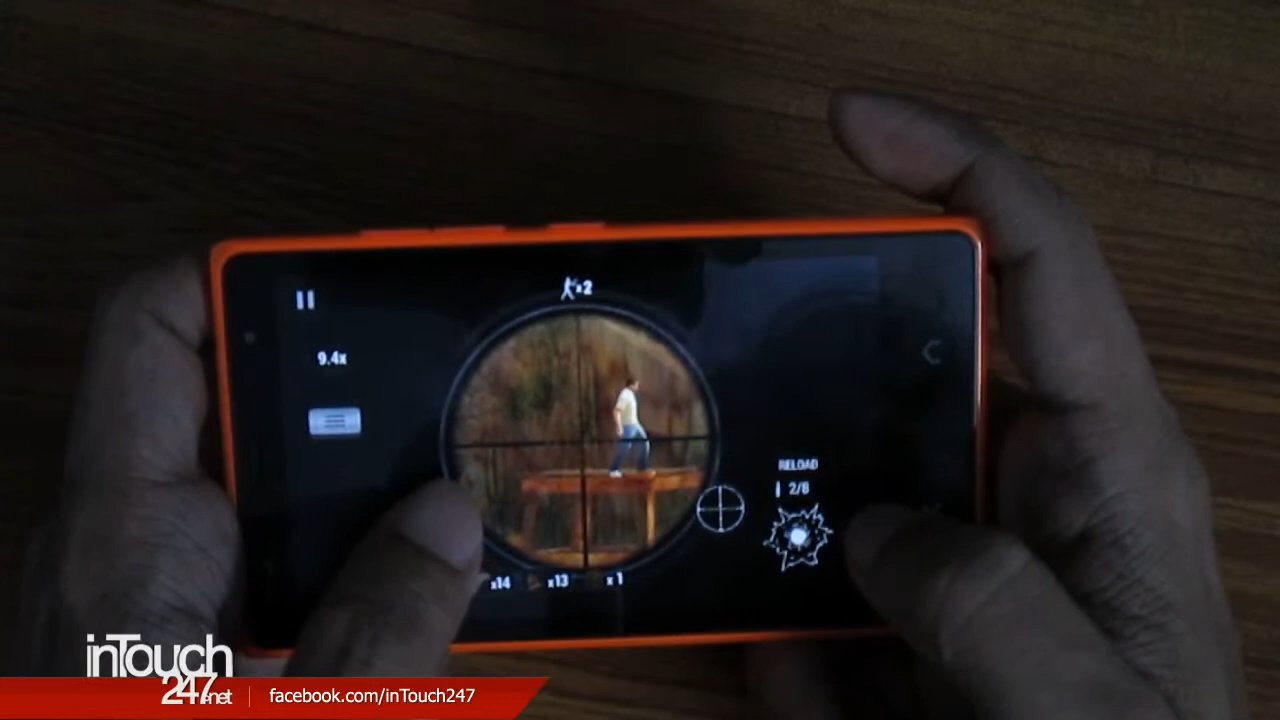 x2
9.4x
RELOAD
2/8
x14 x13 x1
inTouch
247.net
facebook.com/inTouch247